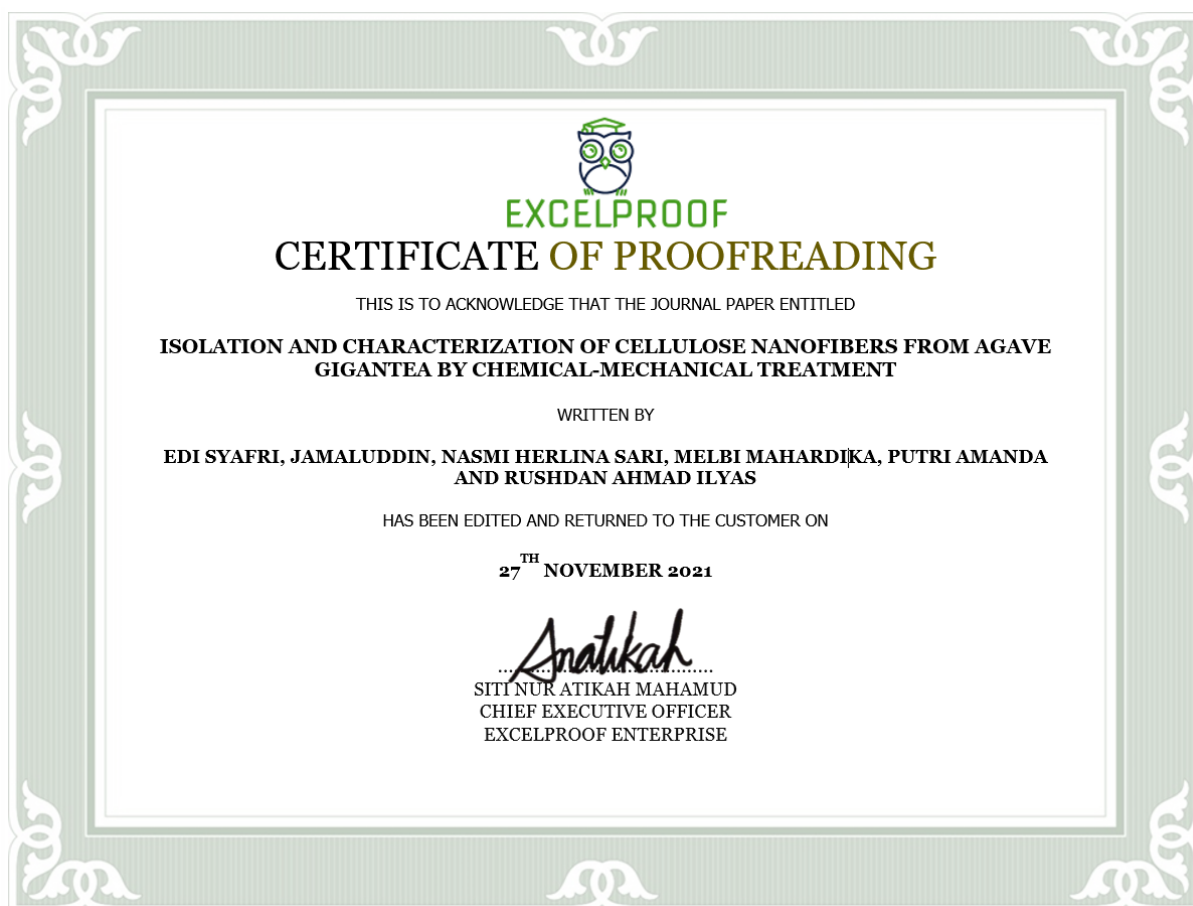 EXCELPROOF
CERTIFICATE OF PROOFREADING
THIS IS TO ACKNOWLEDGE THAT THE JOURNAL PAPER ENTITLED
ISOLATION AND CHARACTERIZATION OF CELLULOSE NANOFIBERS FROM AGAVE
GIGANTEA BY CHEMICAL-MECHANICAL TREATMENT
WRITTEN BY
EDI SYAFRI, JAMALUDDIN, NASMI HERLINA SARI, MELBI MAHARDIKA, PUTRI AMANDA
AND RUSHDAN AHMAD ILYAS
HAS BEEN EDITED AND RETURNED TO THE CUSTOMER ON
27TH NOVEMBER 2021
Anatikah
SITI NUR ATIKAH MAHAMUD
CHIEF EXECUTIVE OFFICER
EXCELPROOF ENTERPRISE